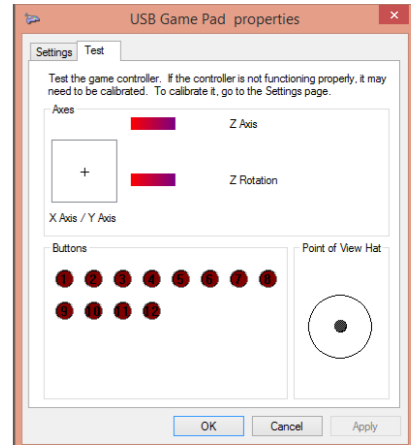 USB Game Pad  properties
Settings Test
Test the game controller.  If the controller is not functioning properly, it may
need to be calibrated.  To calibrate it, go to the Settings page.
Axes
Z Axis
Z Rotation
X Axis / Y Axis
Buttons
1 2 3 4 5 6 7 8
9 10 11 12
Point of View Hat
OK Cancel Apply